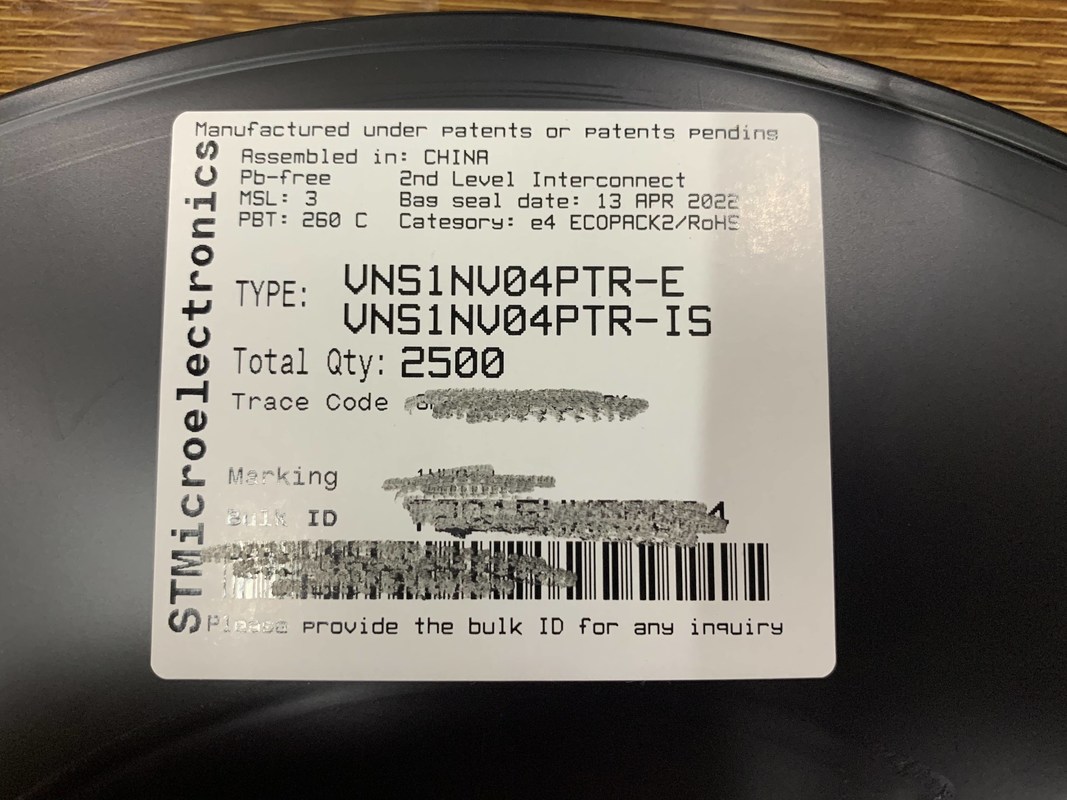 Manufactured under patents or patents pending
STMicroelectronics
Assembled in: CHINA
Pb-free 2nd Level Interconnect
MSL: 3 Bag seal date: 13 APR 2022
PBT: 260 C Category: e4 ECOPACK2/RoHS
TYPE: VNS1NV04PTR-E
VNS1NV04PTR-IS
Total Qty: 2500
Trace Code
Marking
Bulk ID
Please provide the bulk ID for any inquiry